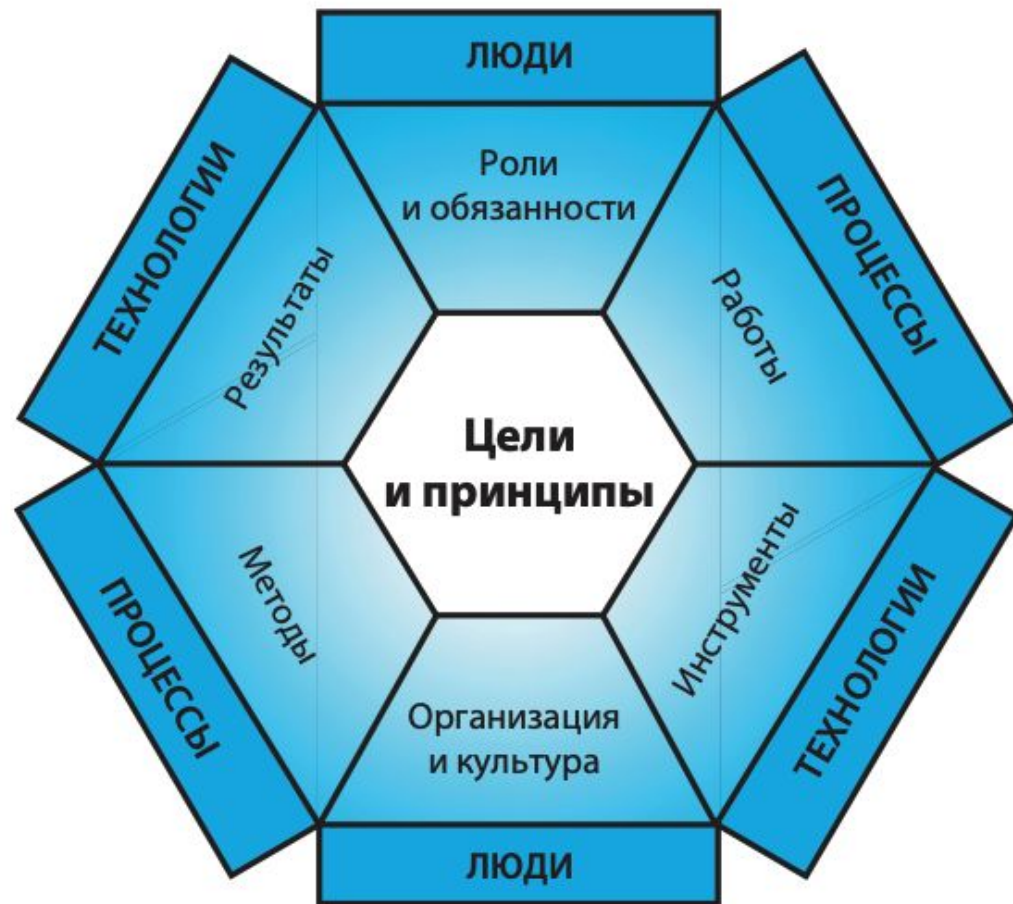 ЛЮДИ
ТЕХНОЛОГИИ
ПРОЦЕССЫ
Роли
и обязанности
Результаты
Работы
Цели
и принципы
Методы
Инструменты
Организация
и культура
ПРОЦЕССЫ
ТЕХНОЛОГИИ
ЛЮДИ